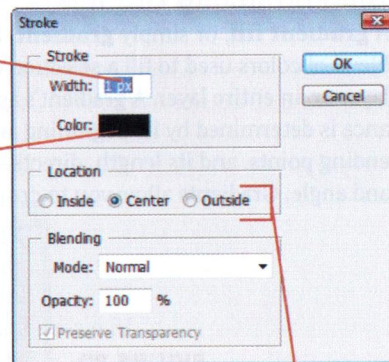 Stroke
Stroke
Width: 1 px
Color:
OK
Cancel
Location
Inside Center Outside
Blending
Mode: Normal
Opacity: 100 %
Preserve Transparency